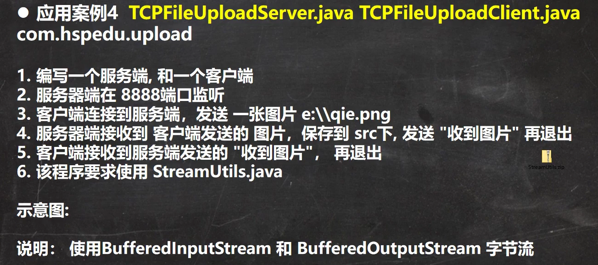 ● 应用案例4 TCPFileUploadServer.java TCPFileUploadClient.java
com.hspedu.upload
1. 编写一个服务端, 和一个客户端
2. 服务器端在 8888端口监听
3. 客户端连接到服务端，发送 一张图片 e:\\qie.png
4. 服务器端接收到 客户端发送的 图片，保存到 src下, 发送 "收到图片" 再退出
5. 客户端接收到服务端发送的 "收到图片"， 再退出
6. 该程序要求使用 StreamUtils.java
示意图:
说明： 使用BufferedInputStream 和 BufferedOutputStream 字节流